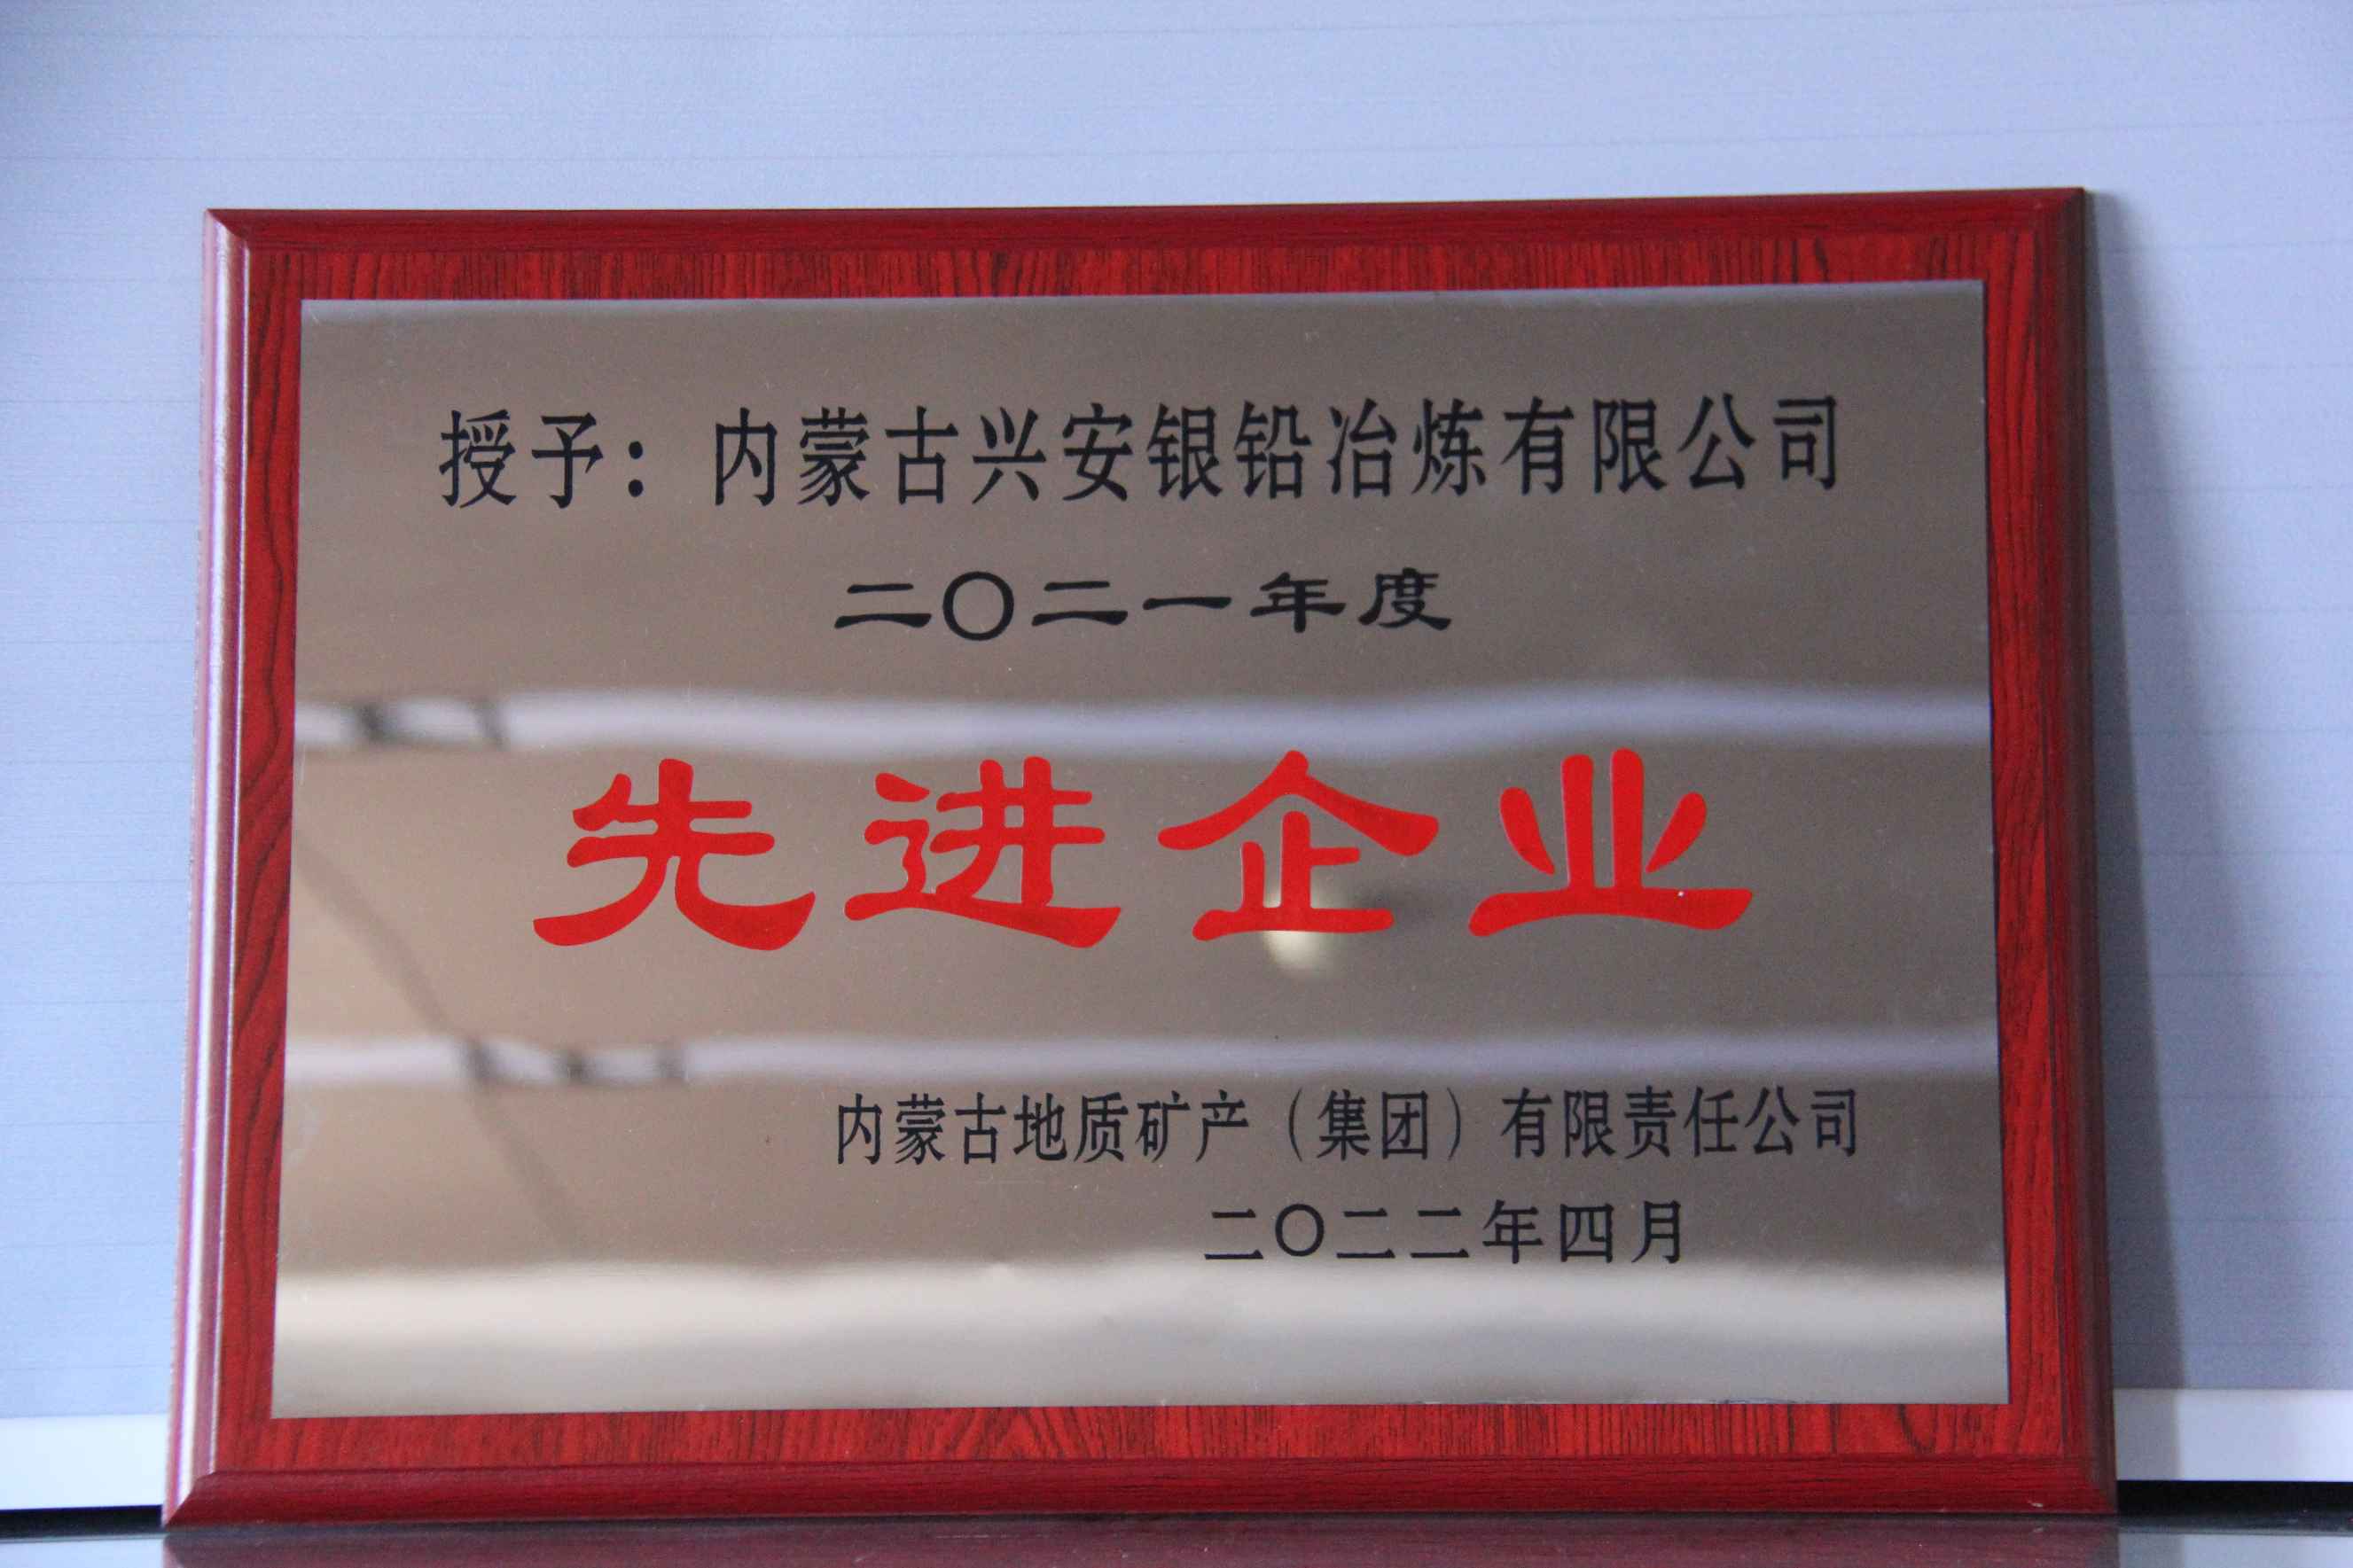 授予：内蒙古兴安银铅冶炼有限公司
二〇二一年度
先进企业
内蒙古地质矿产（集团）有限责任公司
二〇二二年四月